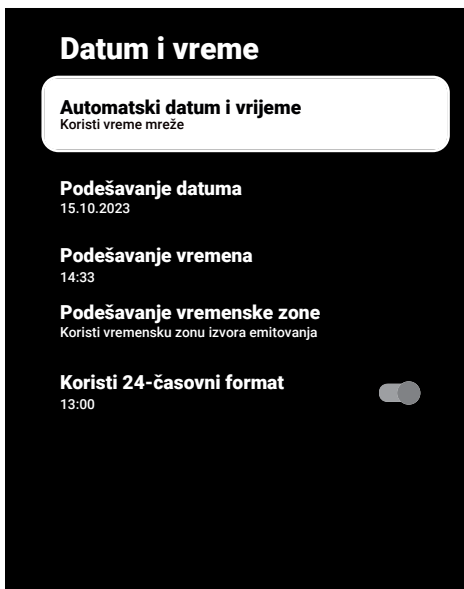 Datum i vreme
Automatski datum i vrijeme
Koristi vreme mreže
Podešavanje datuma
15.10.2023
Podešavanje vremena
14:33
Podešavanje vremenske zone
Koristi vremensku zonu izvora emitovanja
Koristi 24-časovni format
13:00